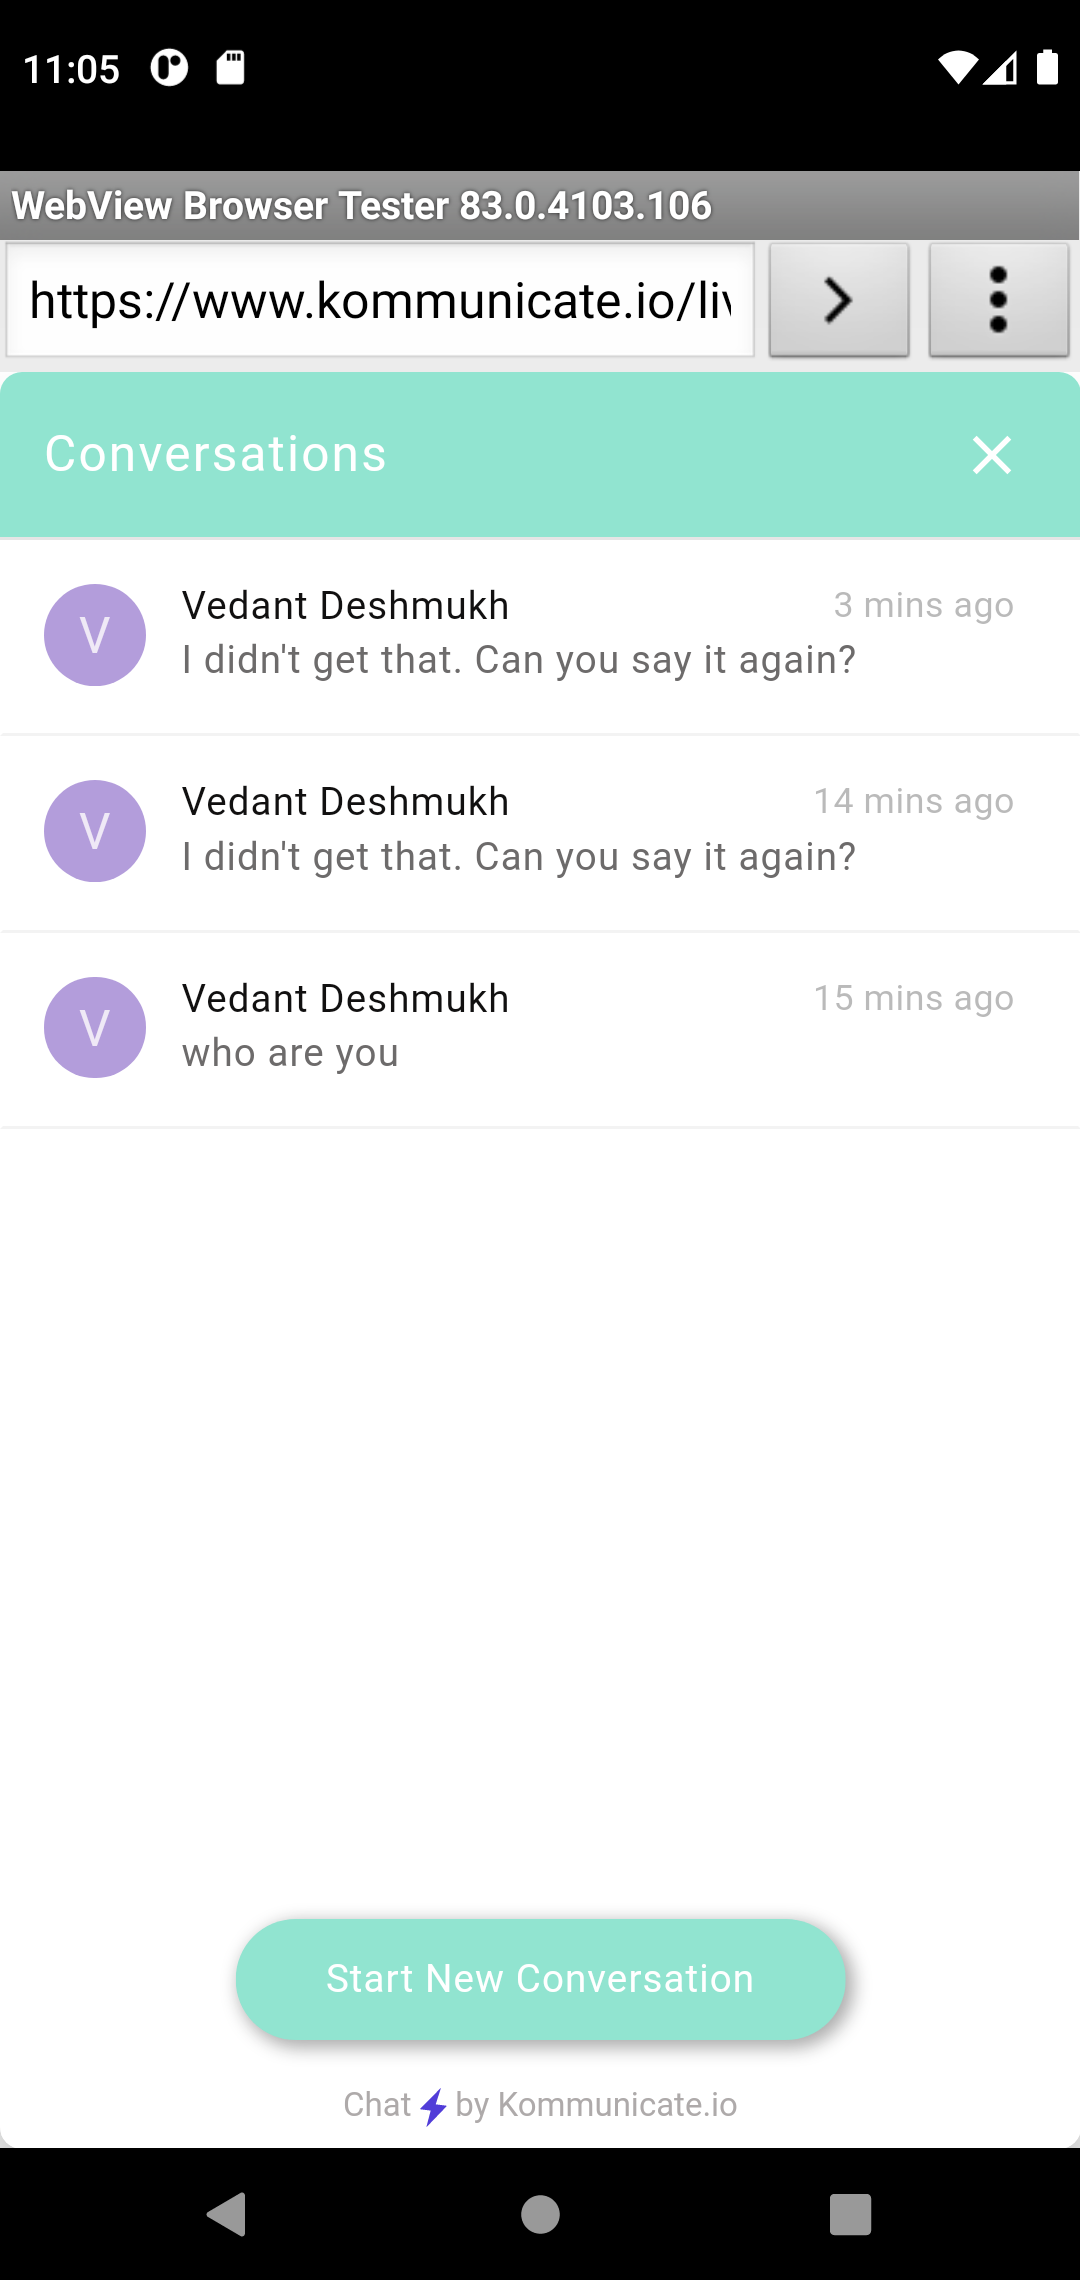 11:05
WebView Browser Tester 83.0.4103.106
https://www.kommunicate.io/liv
Conversations
V
Vedant Deshmukh
3 mins ago
I didn't get that. Can you say it again?
V
Vedant Deshmukh
14 mins ago
I didn't get that. Can you say it again?
V
Vedant Deshmukh
15 mins ago
who are you
Start New Conversation
Chat by Kommunicate.io